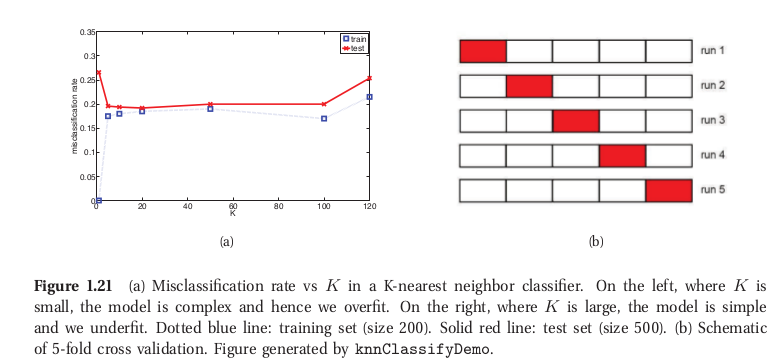 0.35
0.3
0.25
0.2
0.15
0.1
0.05
0
misclassification rate
0 20 40 60 80 100 120
K
train
test
(a)
run 1
run 2
run 3
run 4
run 5
(b)
Figure 1.21 (a) Misclassification rate vs K in a K-nearest neighbor classifier. On the left, where K is
small, the model is complex and hence we overfit. On the right, where K is large, the model is simple
and we underfit. Dotted blue line: training set (size 200). Solid red line: test set (size 500). (b) Schematic
of 5-fold cross validation. Figure generated by knnClassifyDemo.